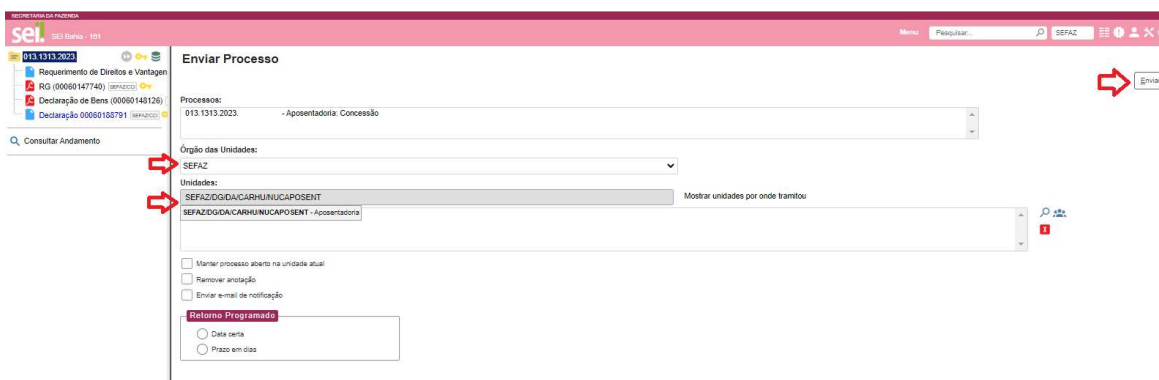 SECRETARIA DA FAZENDA
sei. SEI Bahia - 161
Menu Pesquisar... SEFAZ
013.1313.2023.
Requerimento de Direitos e Vantagen
RG (00060147740) SEFAZ/CCI
Declaração de Bens (00060148126)
Declaração 00060188791 SEFAZ/CCI
Consultar Andamento
Enviar Processo
Enviar
Processos:
013.1313.2023. - Aposentadoria: Concessão
Órgão das Unidades:
SEFAZ
Unidades:
SEFAZ/DG/DA/CARHU/NUCAPOSENT
Mostrar unidades por onde tramitou
SEFAZ/DG/DA/CARHU/NUCAPOSENT - Aposentadoria
Manter processo aberto na unidade atual
Remover anotação
Enviar e-mail de notificação
Retorno Programado
Data certa
Prazo em dias